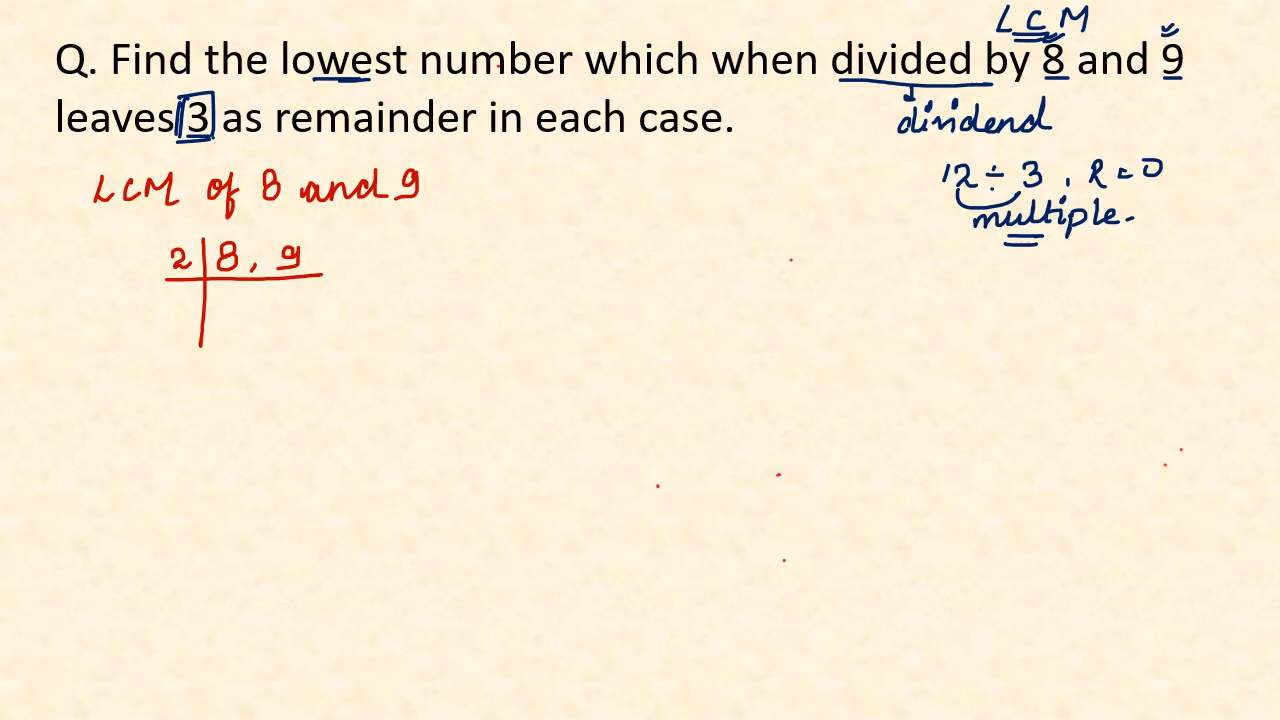 LCM
Q. Find the lowest number which when divided by 8 and 9
leaves 3 as remainder in each case.
dividend
12 ÷ 3, R = 0
multiple.
LCM of 8 and 9
2 | 8, 9